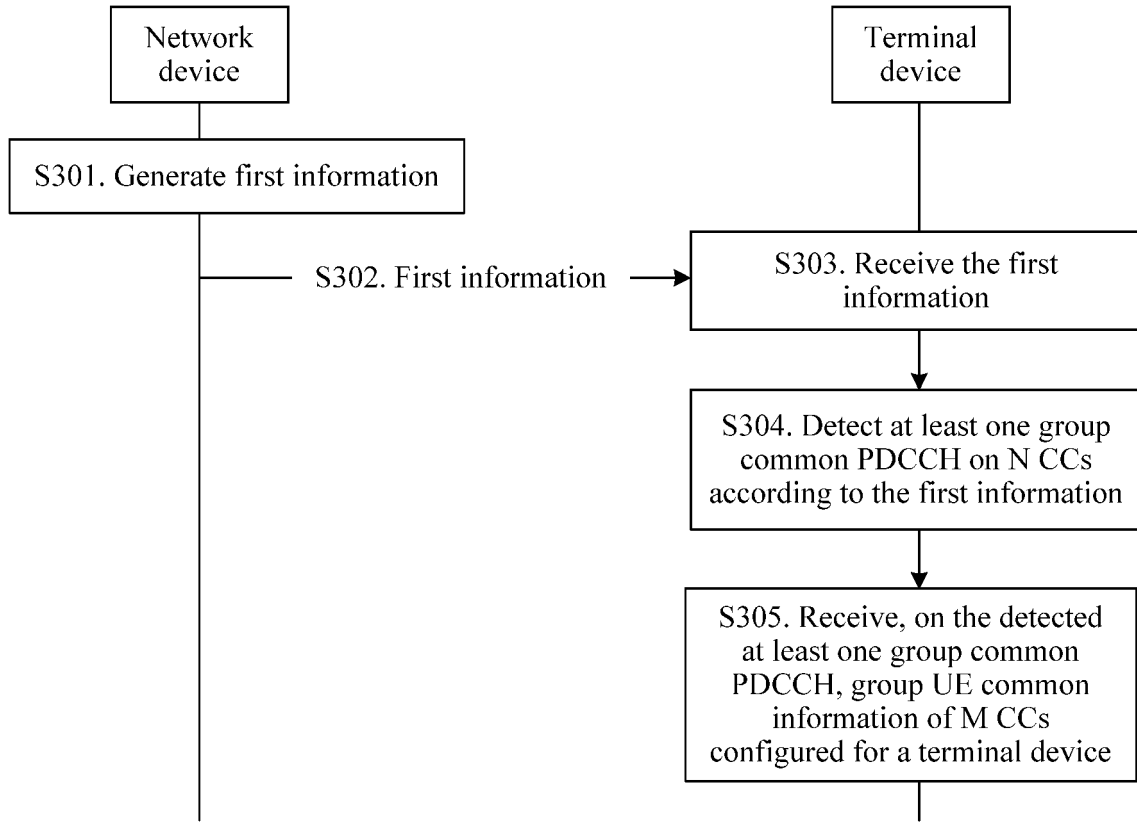 Network
device
Terminal
device
S301. Generate first information
S302. First information
S303. Receive the first
information
S304. Detect at least one group
common PDCCH on N CCs
according to the first information
S305. Receive, on the detected
at least one group common
PDCCH, group UE common
information of M CCs
configured for a terminal device